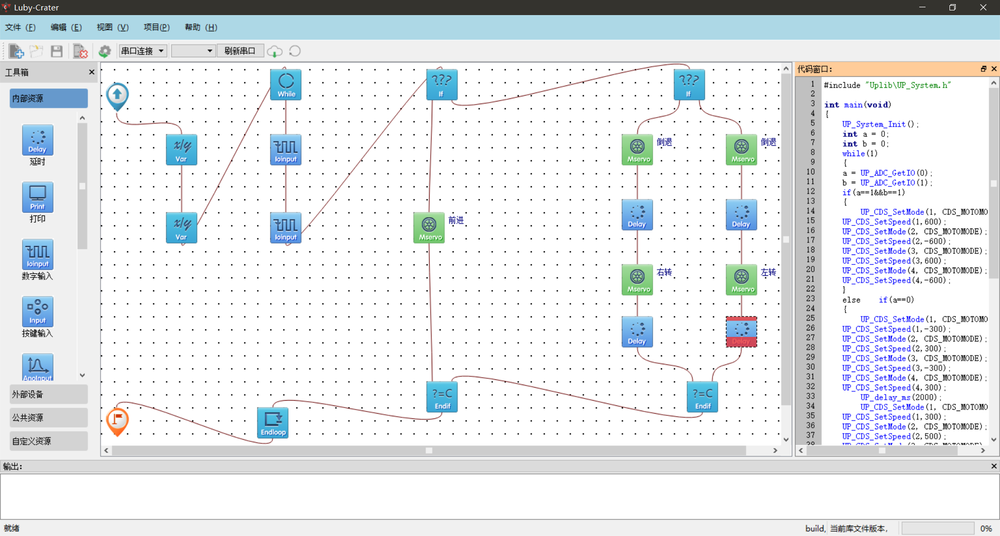 Luby-Crater
文件 (F) 编辑 (E) 视图 (V) 项目(P) 帮助 (H)
串口连接 刷新串口
工具箱
内部资源
Delay
延时
Print
打印
Ioinput
数字输入
Input
按键输入
AnoInput
外部设备
公共资源
自定义资源
While
???
If
???
If
x/y
Var
Ioinput
Mservo
倒退
Mservo
倒退
x/y
Var
Ioinput
Mservo
前进
Delay
Delay
Mservo
右转
Mservo
左转
Delay
Delay
?=C
Endif
?=C
Endif
Endloop
代码窗口:
1 #include "Uplib\UP_System.h"
2
3 int main(void)
4 {
5 UP_System_Init();
6 int a = 0;
7 int b = 0;
8 while(1)
9 {
10 a = UP_ADC_GetIO(0);
11 b = UP_ADC_GetIO(1);
12 if(a==1&&b==1)
13 {
14 UP_CDS_SetMode(1, CDS_MOTOMO
15 UP_CDS_SetSpeed(1,600);
16 UP_CDS_SetMode(2, CDS_MOTOMODE);
17 UP_CDS_SetSpeed(2,-600);
18 UP_CDS_SetMode(3, CDS_MOTOMODE);
19 UP_CDS_SetSpeed(3,600);
20 UP_CDS_SetMode(4, CDS_MOTOMODE);
21 UP_CDS_SetSpeed(4,-600);
22 }
23 else if(a==0)
24 {
25 UP_CDS_SetMode(1, CDS_MOTOMO
26 UP_CDS_SetSpeed(1,-300);
27 UP_CDS_SetMode(2, CDS_MOTOMODE);
28 UP_CDS_SetSpeed(2,300);
29 UP_CDS_SetMode(3, CDS_MOTOMODE);
30 UP_CDS_SetSpeed(3,-300);
31 UP_CDS_SetMode(4, CDS_MOTOMODE);
32 UP_CDS_SetSpeed(4,300);
33 UP_delay_ms(2000);
34 UP_CDS_SetMode(1, CDS_MOTOMO
35 UP_CDS_SetSpeed(1,300);
36 UP_CDS_SetMode(2, CDS_MOTOMODE);
37 UP_CDS_SetSpeed(2,500);
38 UP_CDS_SetMode(3, CDS_MOTOMODE);
输出:
就绪
build, 当前库文件版本, 0%